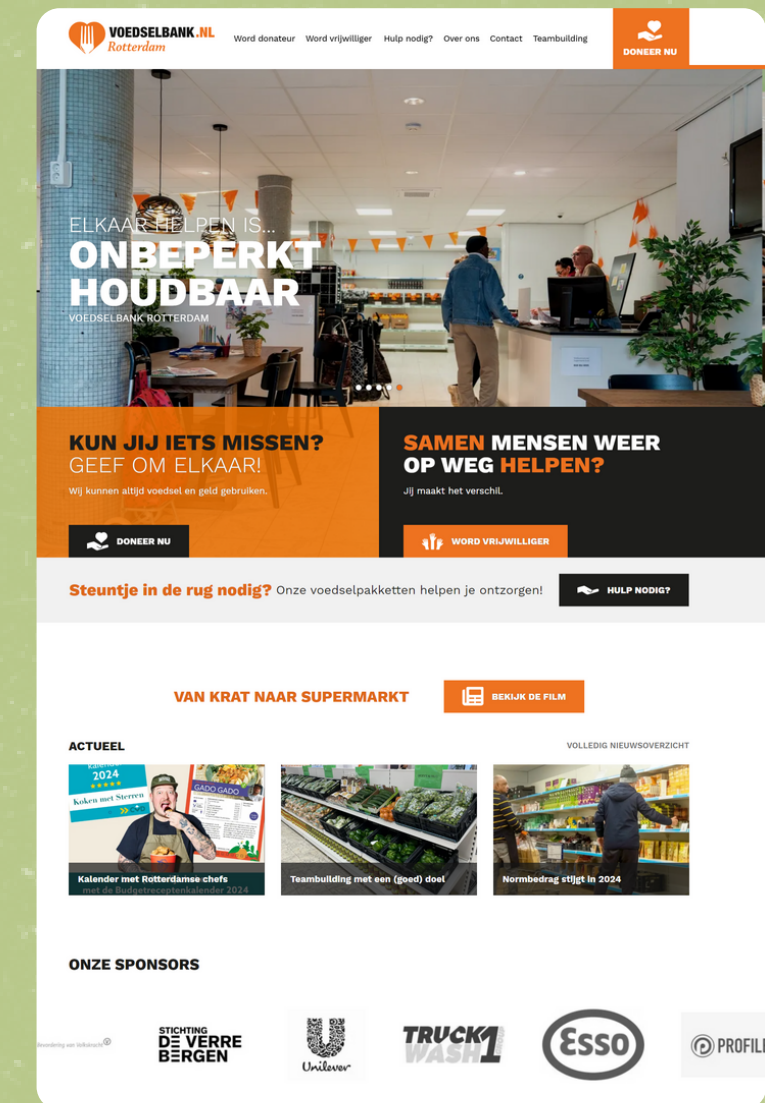 VOEDSELBANK.NL
Rotterdam
Word donateur Word vrijwilliger Hulp nodig? Over ons Contact Teambuilding
DONEER NU
ELKAAR HELPEN IS...
ONBEPERKT
HOUDBAAR
VOEDSELBANK ROTTERDAM
KUN JIJ IETS MISSEN?
GEEF OM ELKAAR!
Wij kunnen altijd voedsel en geld gebruiken.
DONEER NU
SAMEN MENSEN WEER
OP WEG HELPEN?
Jij maakt het verschil.
WORD VRIJWILLIGER
Steuntje in de rug nodig? Onze voedselpakketten helpen je ontzorgen!
HULP NODIG?
VAN KRAT NAAR SUPERMARKT
BEKIJK DE FILM
ACTUEEL
VOLLEDIG NIEUWSOVERZICHT
2024
Koken met Sterren
GADO GADO
Kalender met Rotterdamse chefs
met de Budgetreceptenkalender 2024
Teambuilding met een (goed) doel
Normbedrag stijgt in 2024
ONZE SPONSORS
STICHTING
DE VERRE
BERGEN
Unilever
TRUCK1
WASH
Esso
PROFILE